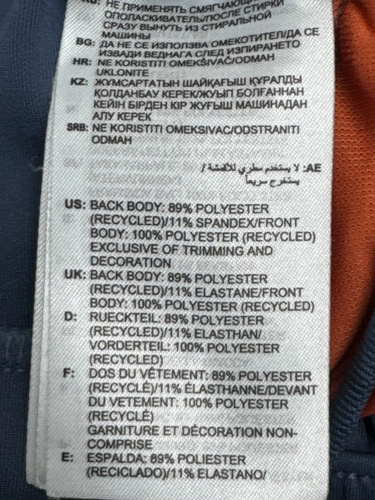 НЕ ПРИМЕНЯТЬ СМЯГЧАЮЩИЙ
ОПОЛАСКИВАТЕЛЬ/ПОСЛЕ СТИРКИ
СРАЗУ ВЫНУТЬ ИЗ СТИРАЛЬНОЙ
МАШИНЫ
BG: ДА НЕ СЕ ИЗПОЛЗВА ОМЕКОТИТЕЛ/ДА СЕ
ИЗВАДИ ВЕДНАГА СЛЕД ИЗПИРАНЕТО
HR: NE KORISTITI OMEKŠIVAC/ODMAH
UKLONITE
KZ: ЖҰМСАРТАТЫН ШАЙҚАҒЫШ ҚҰРАЛДЫ
ҚОЛДАНБАУ КЕРЕК/ЖУЫП БОЛҒАННАН
КЕЙІН БІРДЕН КІР ЖУҒЫШ МАШИНАДАН
АЛУ КЕРЕК
SRB: NE KORISTITI OMEKSIVAC/ODSTRANITI
ODMAH
AE: لا يستخدم مطري للأقمشة /
يستخرج سريعاً
US: BACK BODY: 89% POLYESTER
(RECYCLED)/11% SPANDEX/FRONT
BODY: 100% POLYESTER (RECYCLED)
EXCLUSIVE OF TRIMMING AND
DECORATION
UK: BACK BODY: 89% POLYESTER
(RECYCLED)/11% ELASTANE/FRONT
BODY: 100% POLYESTER (RECYCLED)
D: RUECKTEIL: 89% POLYESTER
(RECYCLED)/11% ELASTHAN/
VORDERTEIL: 100% POLYESTER
(RECYCLED)
F: DOS DU VÊTEMENT: 89% POLYESTER
(RECYCLÉ)/11% ÉLASTHANNE/DEVANT
DU VETEMENT: 100% POLYESTER
(RECYCLÉ)
GARNITURE ET DÉCORATION NON-
COMPRISE
E: ESPALDA: 89% POLIESTER
(RECICLADO)/11% ELASTANO/